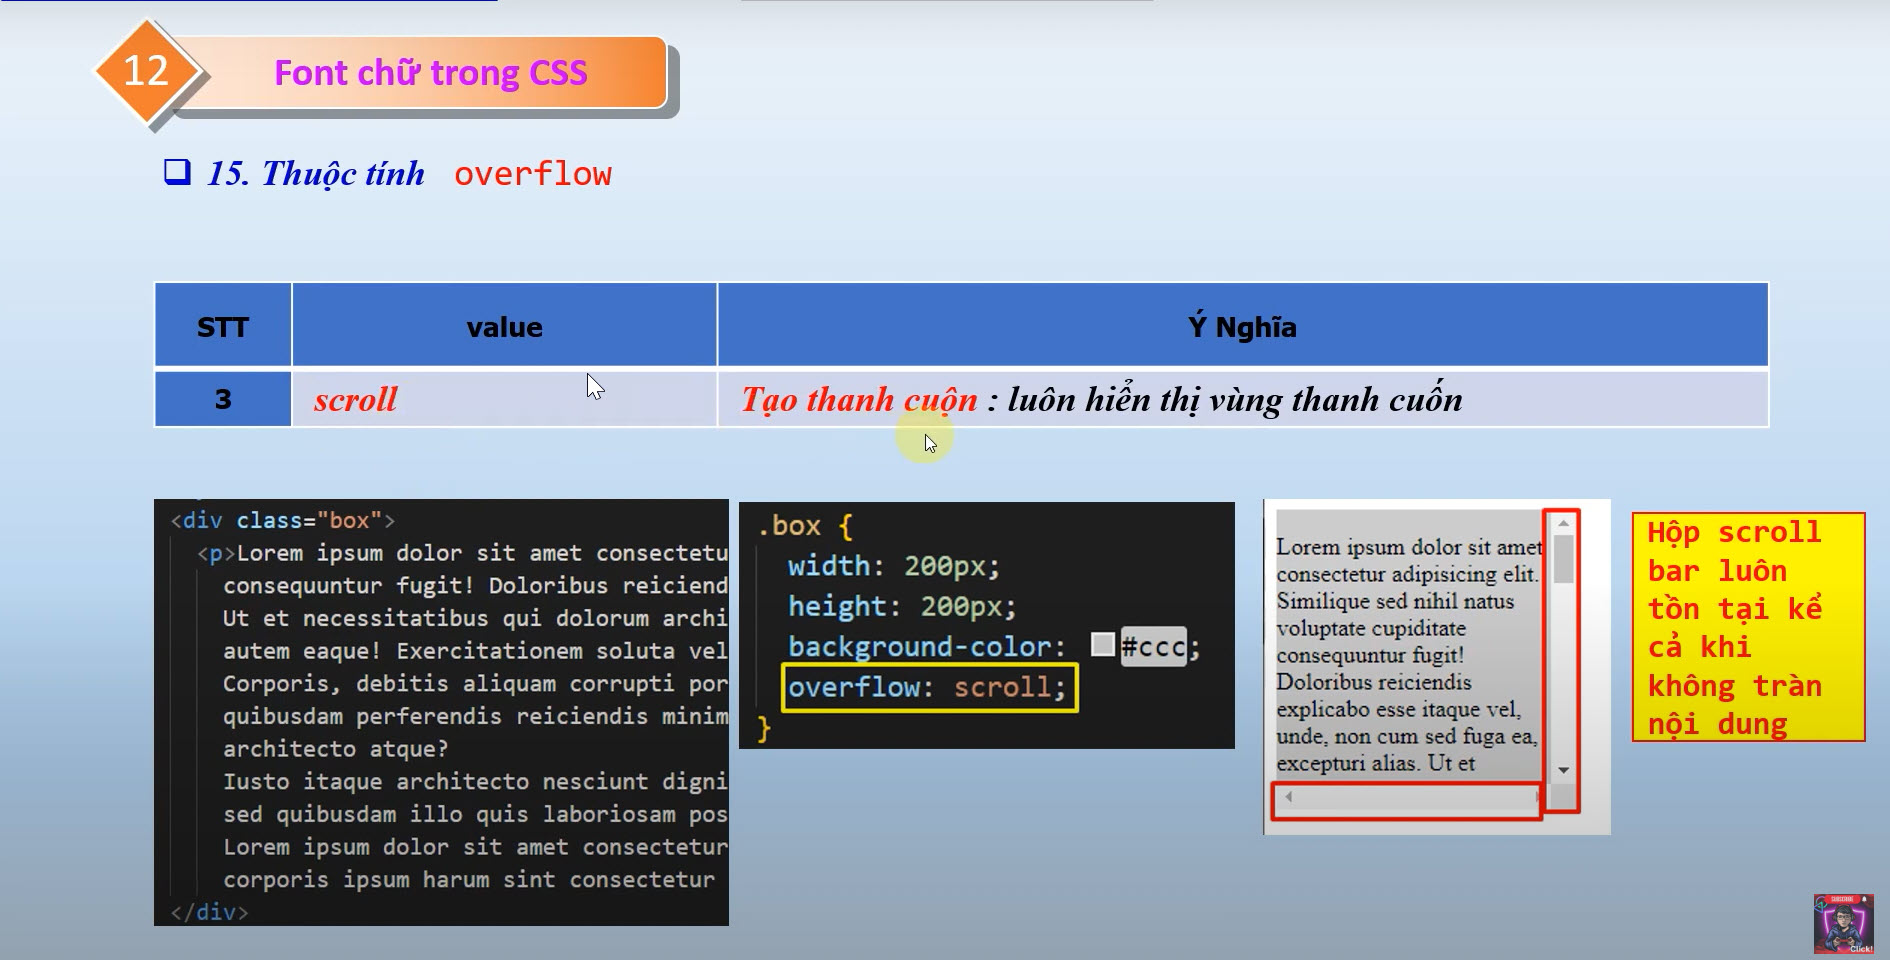 12
Font chữ trong CSS
15. Thuộc tính overflow
STT value Ý Nghĩa
3 scroll Tạo thanh cuộn : luôn hiển thị vùng thanh cuốn
<div class="box">
<p>Lorem ipsum dolor sit amet consectetu
consequuntur fugit! Doloribus reiciend
Ut et necessitatibus qui dolorum archi
autem eaque! Exercitationem soluta vel
Corporis, debitis aliquam corrupti por
quibusdam perferendis reiciendis minim
architecto atque?
Iusto itaque architecto nesciunt digni
sed quibusdam illo quis laboriosam pos
Lorem ipsum dolor sit amet consectetur
corporis ipsum harum sint consectetur
</div>
.box {
width: 200px;
height: 200px;
background-color: #ccc;
overflow: scroll;
}
Lorem ipsum dolor sit amet
consectetur adipisicing elit.
Similique sed nihil natus
voluptate cupiditate
consequuntur fugit!
Doloribus reiciendis
explicabo esse itaque vel,
unde, non cum sed fuga ea,
excepturi alias. Ut et
Hộp scroll
bar luôn
tồn tại kể
cả khi
không tràn
nội dung
SUBSCRIBE
Click!